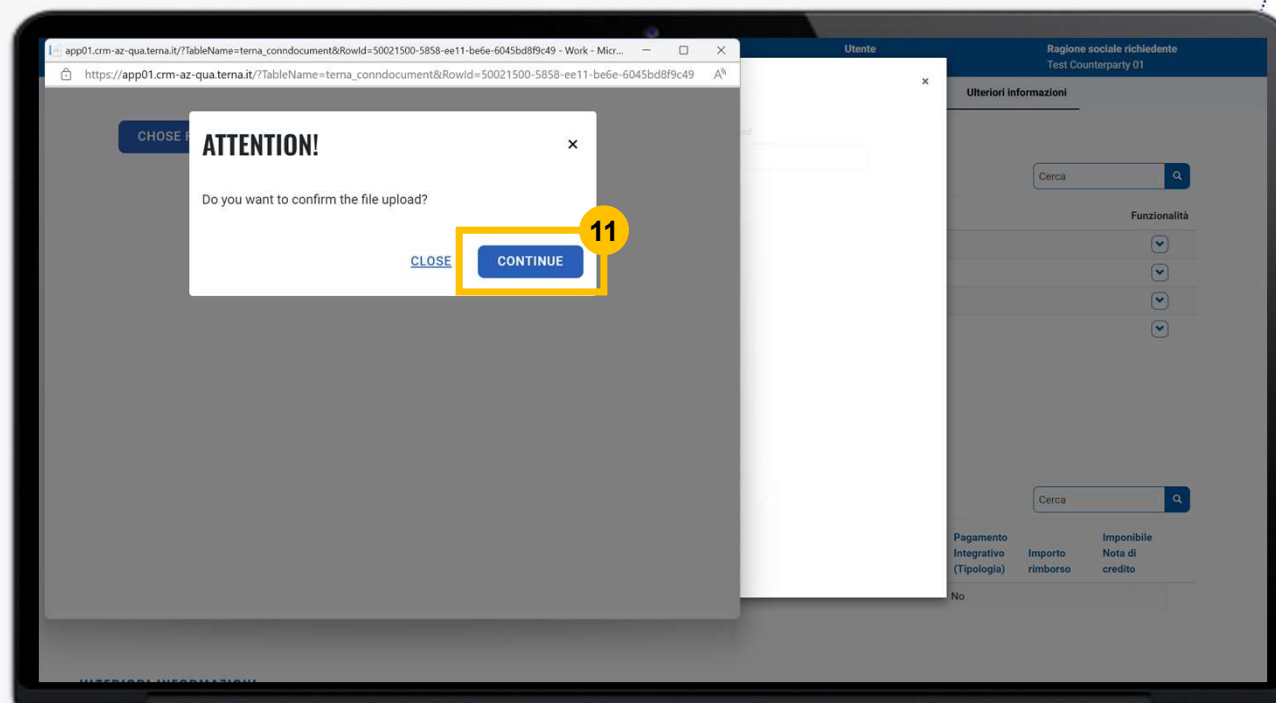 app01.crm-az-qua.terna.it/?TableName=terna_conndocument&RowId=50021500-5858-ee11-be6e-6045bd8f9c49 - Work - Micr...
https://app01.crm-az-qua.terna.it/?TableName=terna_conndocument&RowId=50021500-5858-ee11-be6e-6045bd8f9c49
Utente
Ragione sociale richiedente
Test Counterparty 01
Ulteriori informazioni
CHOSE
ATTENTION!
Do you want to confirm the file upload?
11
CLOSE
CONTINUE
Cerca
Funzionalità
Cerca
Pagamento Integrativo (Tipologia)
Importo rimborso
Imponibile Nota di credito
No